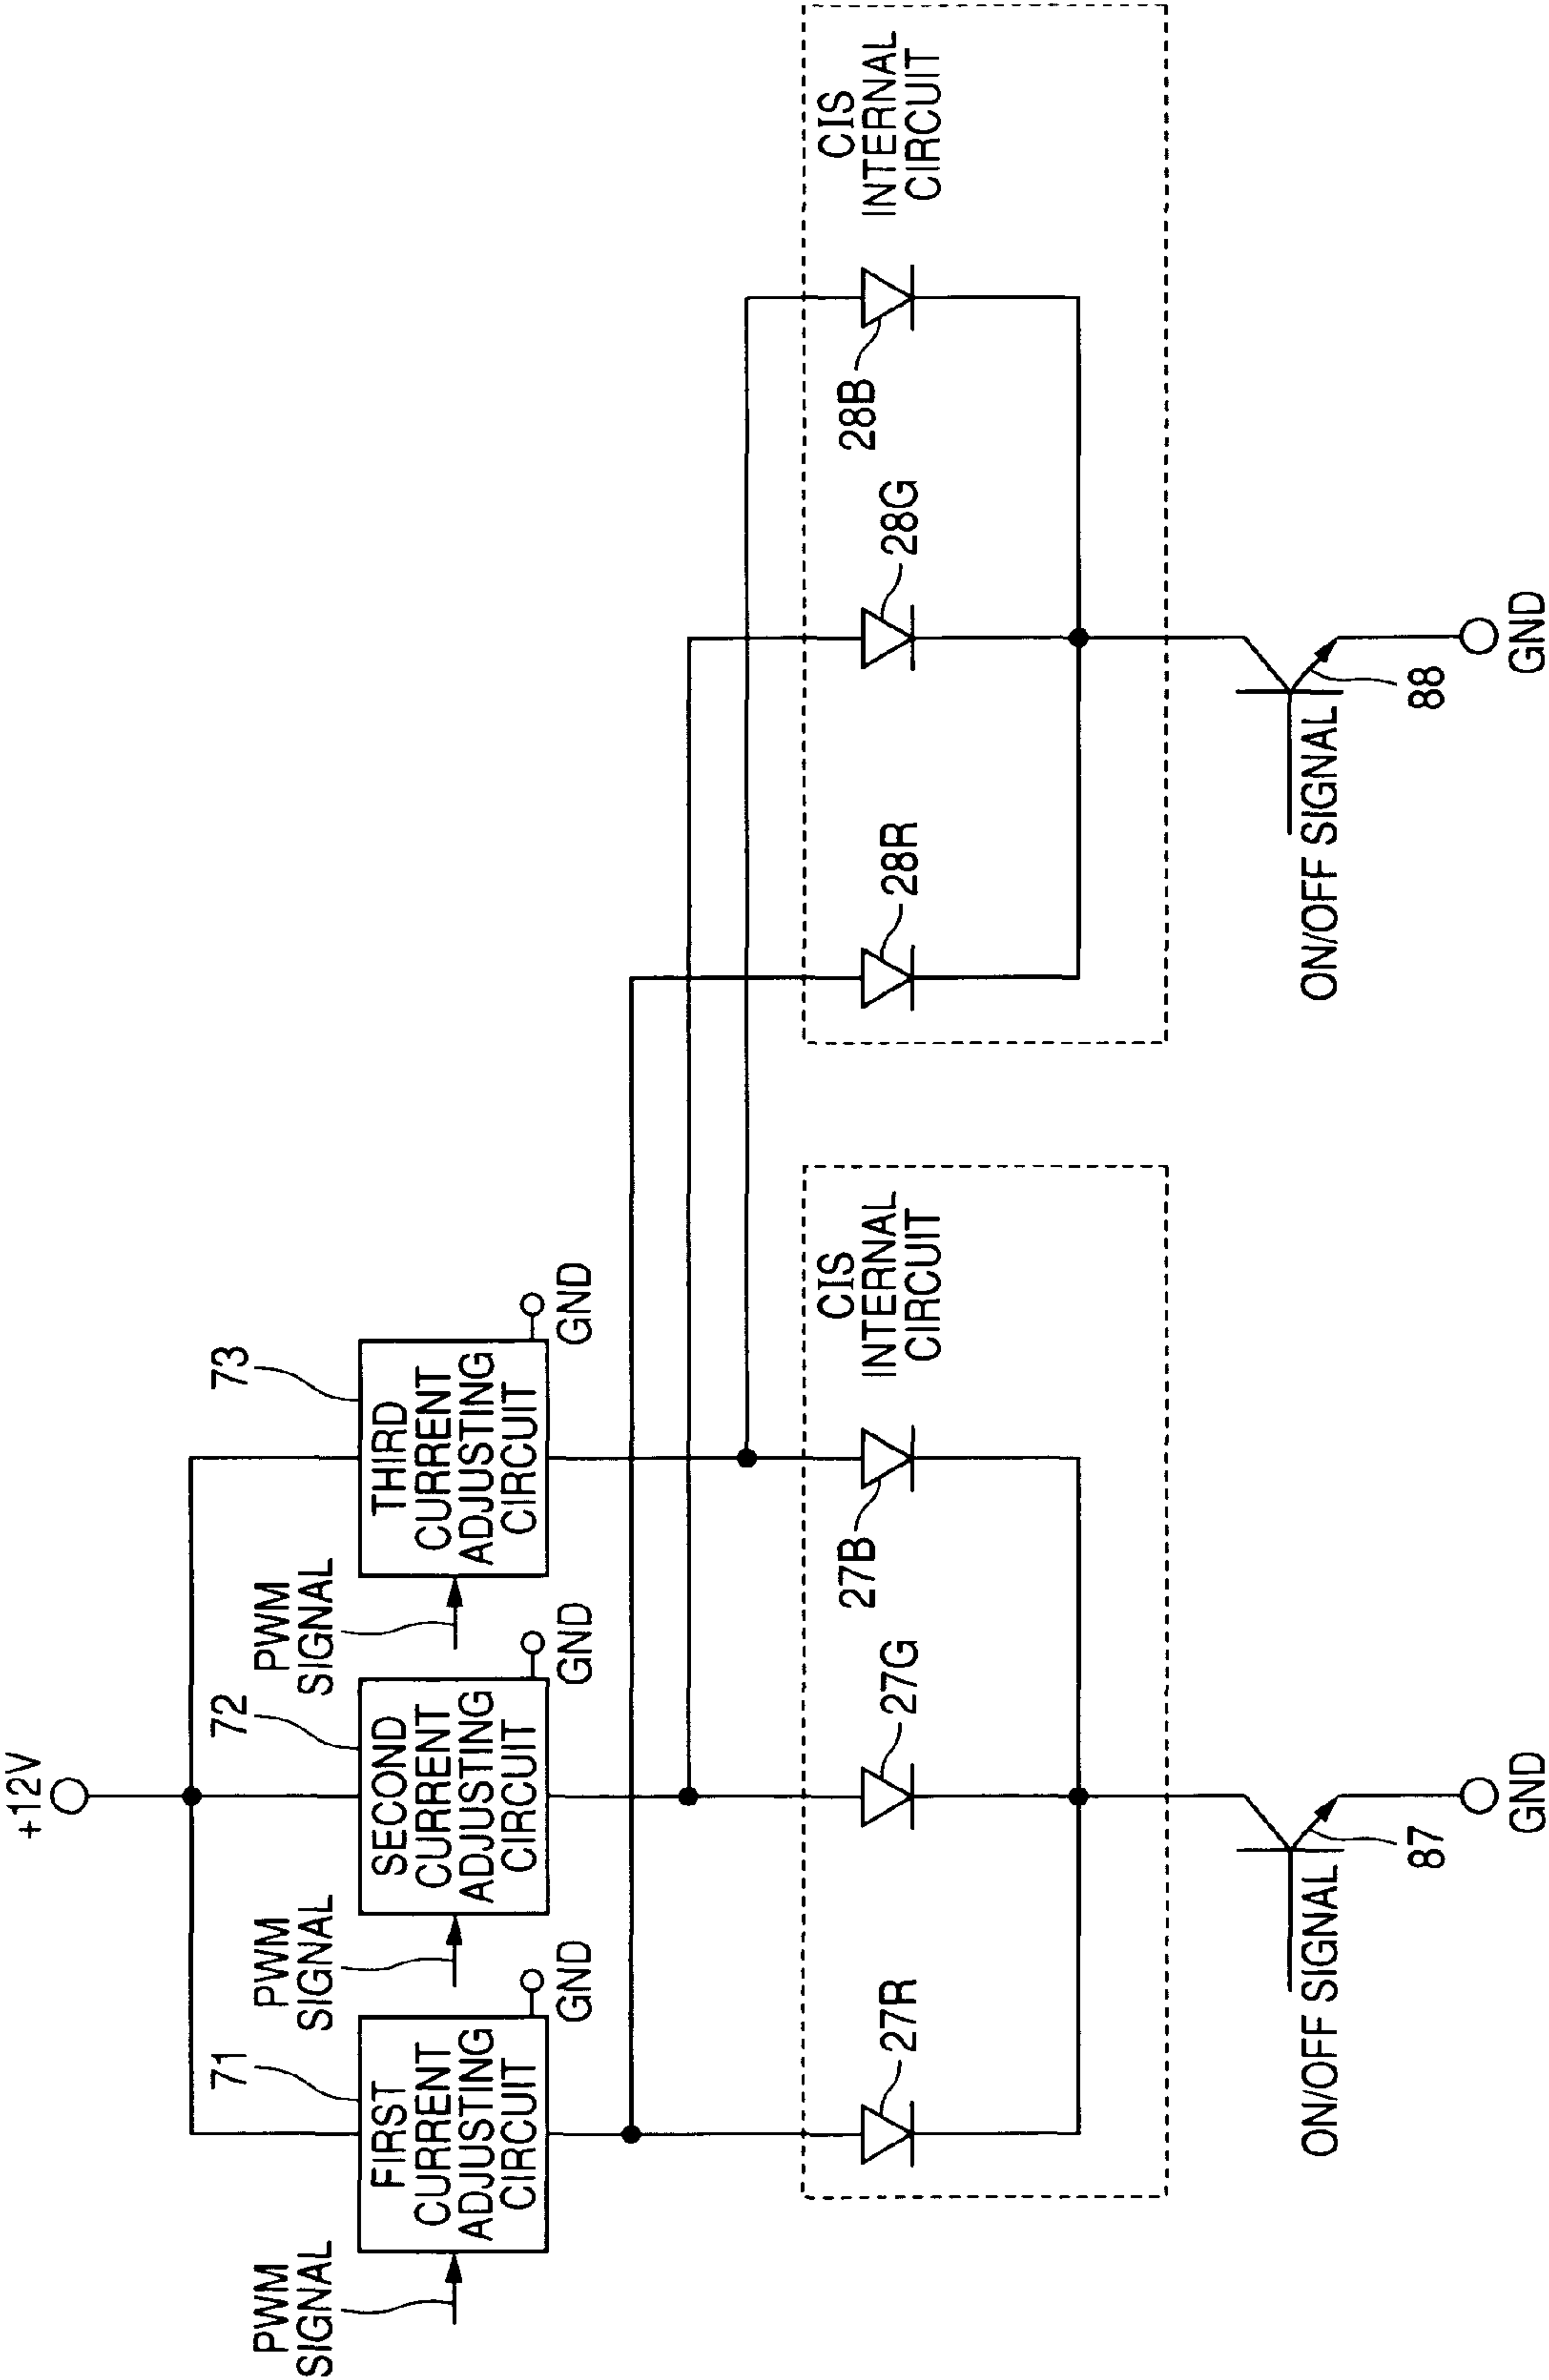 +12V
71
72
73
PWM
SIGNAL
FIRST
CURRENT
ADJUSTING
CIRCUIT
GND
PWM
SIGNAL
SECOND
CURRENT
ADJUSTING
CIRCUIT
GND
PWM
SIGNAL
THIRD
CURRENT
ADJUSTING
CIRCUIT
GND
27R
27G
27B
CIS
INTERNAL
CIRCUIT
28R
28G
28B
CIS
INTERNAL
CIRCUIT
ON/OFF SIGNAL
87
GND
ON/OFF SIGNAL
88
GND